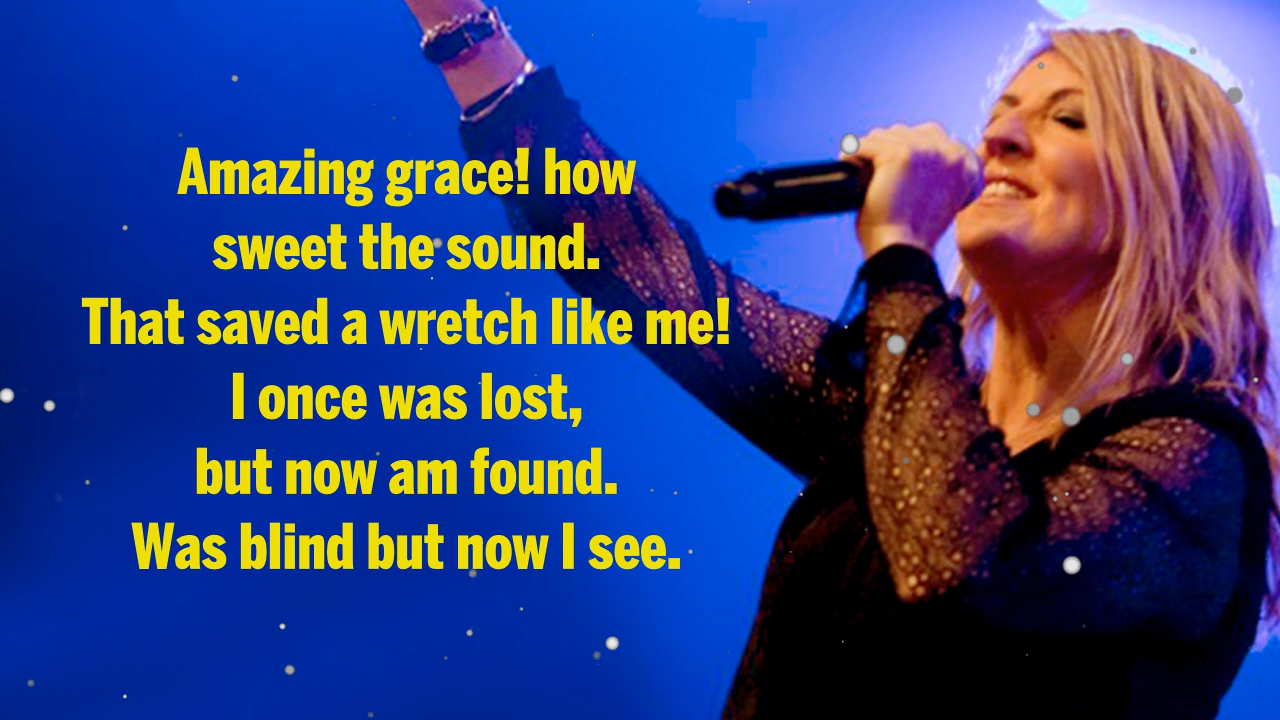 Amazing grace! how
sweet the sound.
That saved a wretch like me!
I once was lost,
but now am found.
Was blind but now I see.